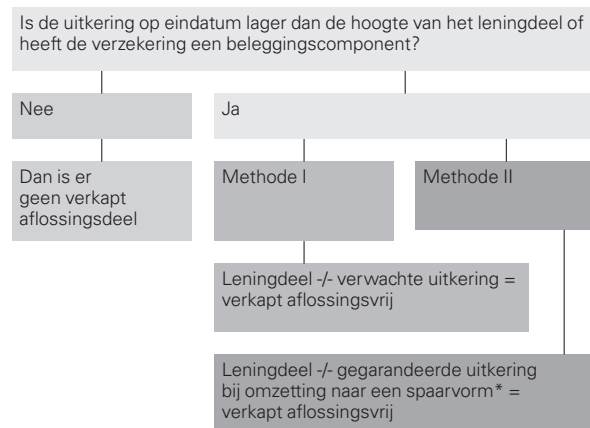 Is de uitkering op eindatum lager dan de hoogte van het leningdeel of
heeft de verzekering een beleggingscomponent?
Nee
Ja
Dan is er
geen verkapt
aflossingsdeel
Methode I
Methode II
Leningdeel -/- verwachte uitkering =
verkapt aflossingsvrij
Leningdeel -/- gegarandeerde uitkering
bij omzetting naar een spaarvorm* =
verkapt aflossingsvrij